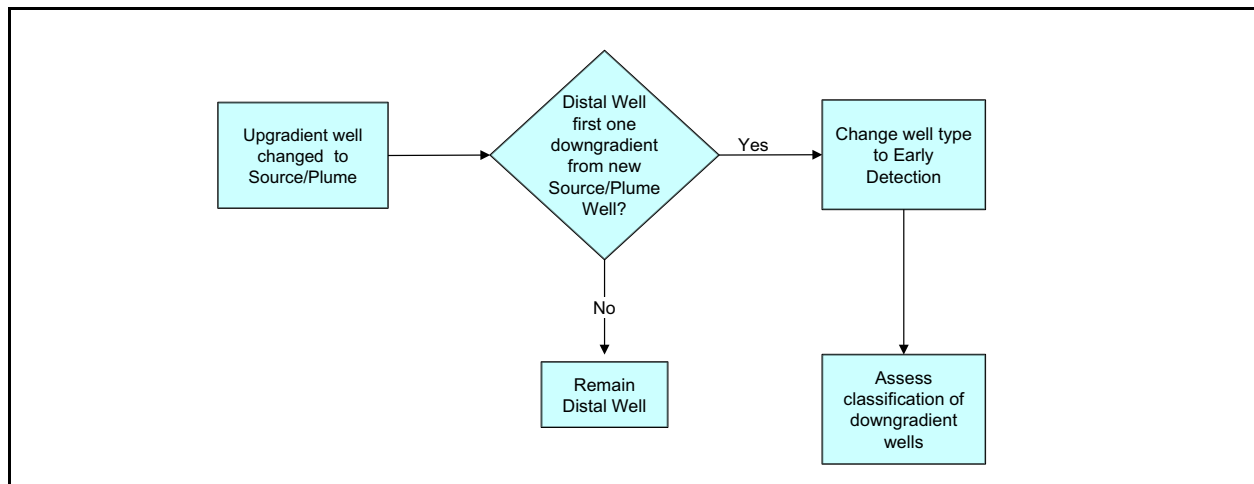 Upgradient well
changed to
Source/Plume
Distal Well
first one
downgradient
from new
Source/Plume
Well?
Yes
Change well type
to Early
Detection
No
Remain
Distal Well
Assess
classification of
downgradient
wells